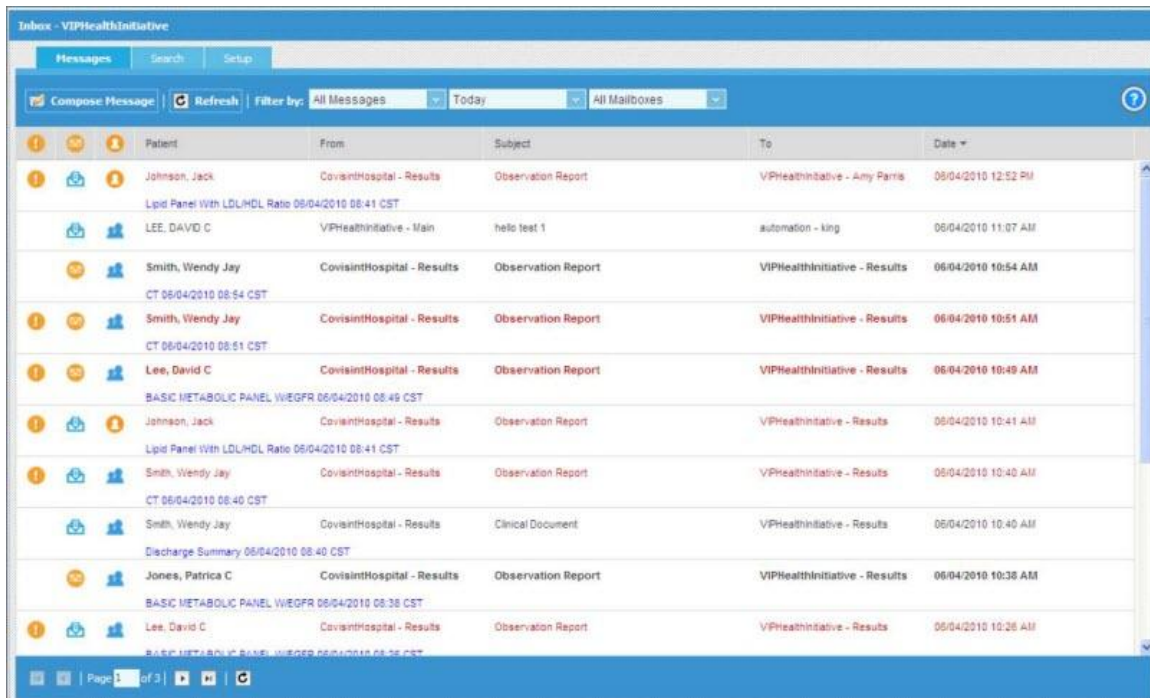 Inbox - VIPHealthInitiative
Messages Search Setup
Compose Message | Refresh | Filter by: All Messages Today All Mailboxes
Patient From Subject To Date
Johnson, Jack CovisintHospital - Results Observation Report VIPHealthInitiative - Amy Parris 06/04/2010 12:52 PM
Lipid Panel With LDL/HDL Ratio 06/04/2010 08:41 CST
LEE, DAVID C VIPHealthInitiative - Main hello test 1 automation - king 06/04/2010 11:07 AM
Smith, Wendy Jay CovisintHospital - Results Observation Report VIPHealthInitiative - Results 06/04/2010 10:54 AM
CT 06/04/2010 08:54 CST
Smith, Wendy Jay CovisintHospital - Results Observation Report VIPHealthInitiative - Results 06/04/2010 10:51 AM
CT 06/04/2010 08:51 CST
Lee, David C CovisintHospital - Results Observation Report VIPHealthInitiative - Results 06/04/2010 10:49 AM
BASIC METABOLIC PANEL W/EGFR 06/04/2010 08:49 CST
Johnson, Jack CovisintHospital - Results Observation Report VIPHealthInitiative - Results 06/04/2010 10:41 AM
Lipid Panel With LDL/HDL Ratio 06/04/2010 08:41 CST
Smith, Wendy Jay CovisintHospital - Results Observation Report VIPHealthInitiative - Results 06/04/2010 10:40 AM
CT 06/04/2010 08:40 CST
Smith, Wendy Jay CovisintHospital - Results Clinical Document VIPHealthInitiative - Results 06/04/2010 10:40 AM
Discharge Summary 06/04/2010 08:40 CST
Jones, Patrica C CovisintHospital - Results Observation Report VIPHealthInitiative - Results 06/04/2010 10:38 AM
BASIC METABOLIC PANEL W/EGFR 06/04/2010 08:38 CST
Lee, David C CovisintHospital - Results Observation Report VIPHealthInitiative - Results 06/04/2010 10:26 AM
BASIC METABOLIC PANEL W/EGFR 06/04/2010 08:26 CST
| Page 1 of 3 |